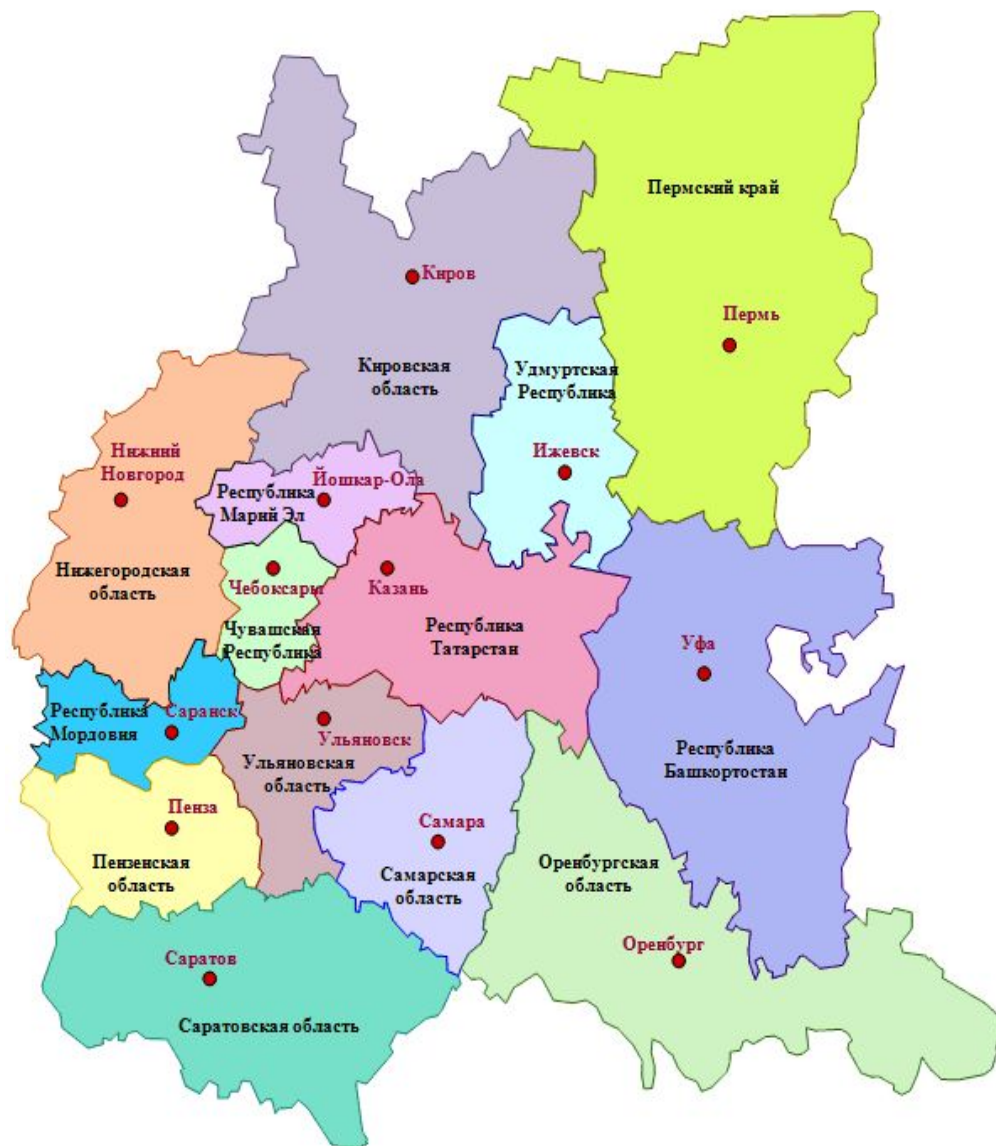 Пермский край
Киров
Пермь
Кировская
область
Удмуртская
Республика
Нижний
Новгород
Ижевск
Йошкар-Ола
Республика
Марий Эл
Нижегородская
область
Чебоксары
Казань
Чувашская
Республика
Республика
Татарстан
Уфа
Республика
Мордовия
Саранск
Ульяновск
Ульяновская
область
Республика
Башкортостан
Пенза
Самара
Пензенская
область
Самарская
область
Оренбургская
область
Оренбург
Саратов
Саратовская область